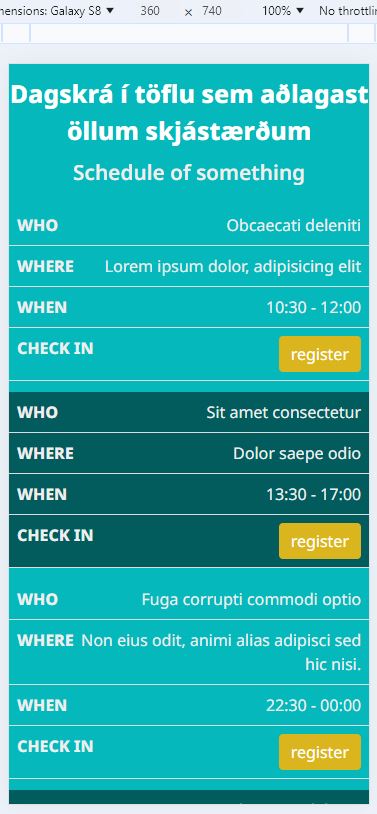 nensions: Galaxy S8 ▼ 360 × 740 100% ▼ No throttlin
Dagskrá í töflu sem aðlagast
öllum skjástærðum
Schedule of something
WHO Obcaecati deleniti
WHERE Lorem ipsum dolor, adipisicing elit
WHEN 10:30 - 12:00
CHECK IN register
WHO Sit amet consectetur
WHERE Dolor saepe odio
WHEN 13:30 - 17:00
CHECK IN register
WHO Fuga corrupti commodi optio
WHERE Non eius odit, animi alias adipisci sed
hic nisi.
WHEN 22:30 - 00:00
CHECK IN register